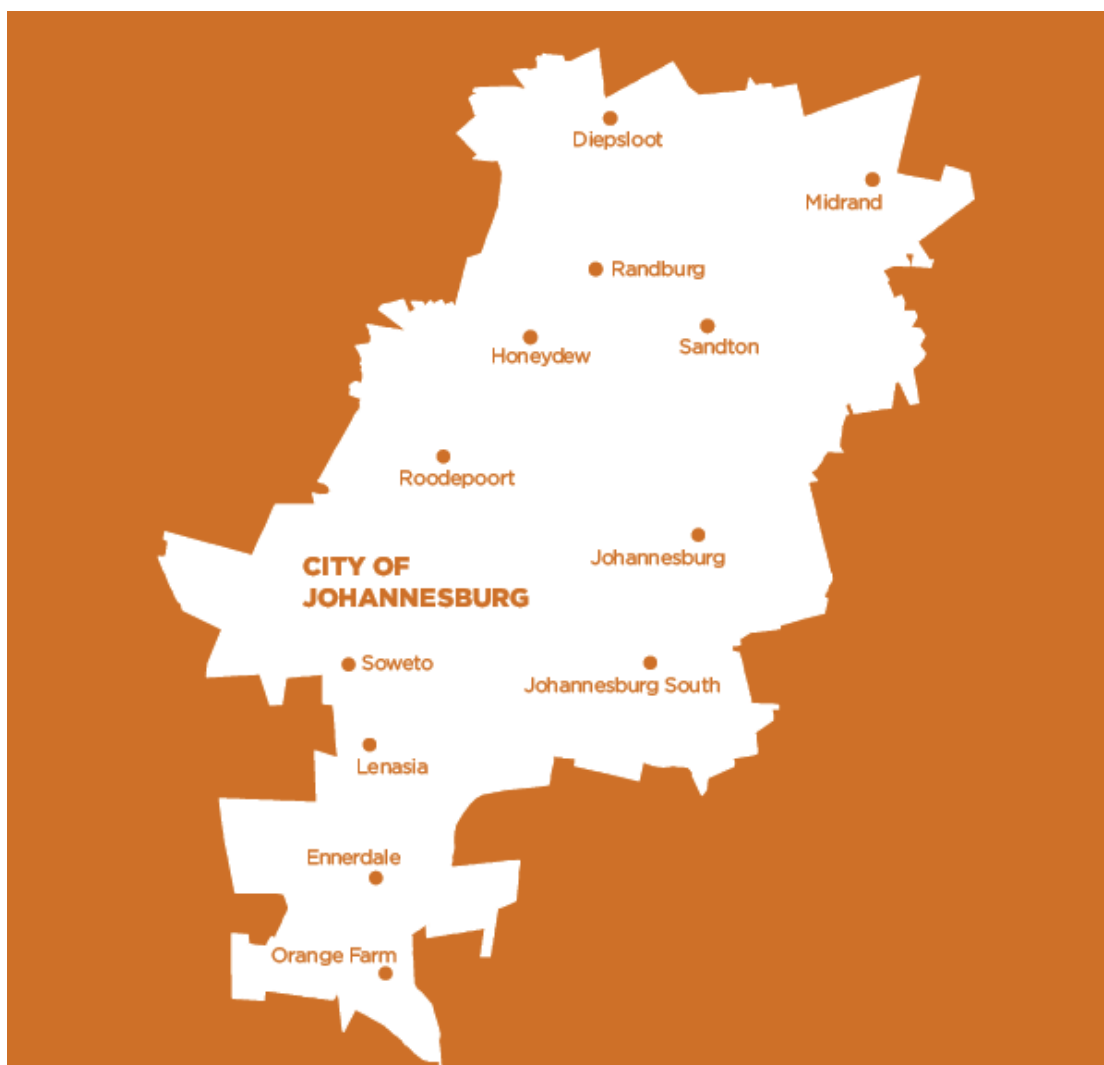 Diepsloot
Midrand
Randburg
Honeydew
Sandton
Roodepoort
Johannesburg
CITY OF
JOHANNESBURG
Soweto
Johannesburg South
Lenasia
Ennerdale
Orange Farm